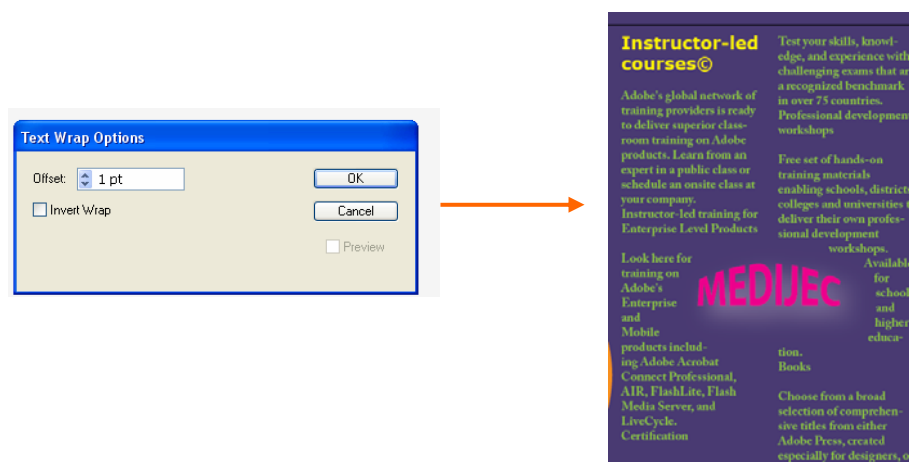 Text Wrap Options
Offset: 1 pt
OK
Invert Wrap
Cancel
Preview
Instructor-led
courses©
Adobe's global network of
training providers is ready
to deliver superior class-
room training on Adobe
products. Learn from an
expert in a public class or
schedule an onsite class at
your company.
Instructor-led training for
Enterprise Level Products
Look here for
training on
Adobe's
Enterprise
and
Mobile
products includ-
ing Adobe Acrobat
Connect Professional,
AIR, FlashLite, Flash
Media Server, and
LiveCycle.
Certification
MEDIJEC
Test your skills, knowl-
edge, and experience with
challenging exams that ar
a recognized benchmark
in over 75 countries.
Professional development
workshops
Free set of hands-on
training materials
enabling schools, districts
colleges and universities t
deliver their own profes-
sional development
workshops.
Available
for
school
and
higher
educa-
tion.
Books
Choose from a broad
selection of comprehen-
sive titles from either
Adobe Press, created
especially for designers, o